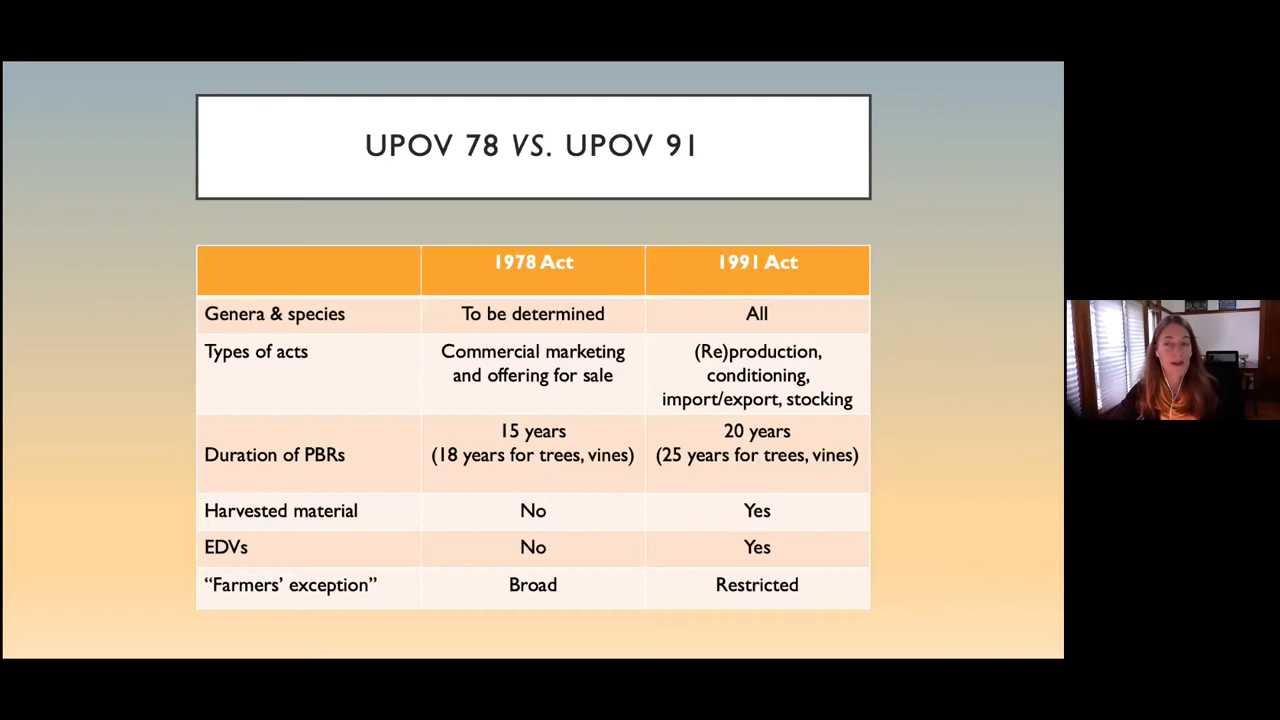 UPOV 78 VS. UPOV 91
1978 Act
1991 Act
Genera & species
To be determined
All
Types of acts
Commercial marketing
and offering for sale
(Re)production,
conditioning,
import/export, stocking
Duration of PBRs
15 years
(18 years for trees, vines)
20 years
(25 years for trees, vines)
Harvested material
No
Yes
EDVs
No
Yes
“Farmers’ exception”
Broad
Restricted